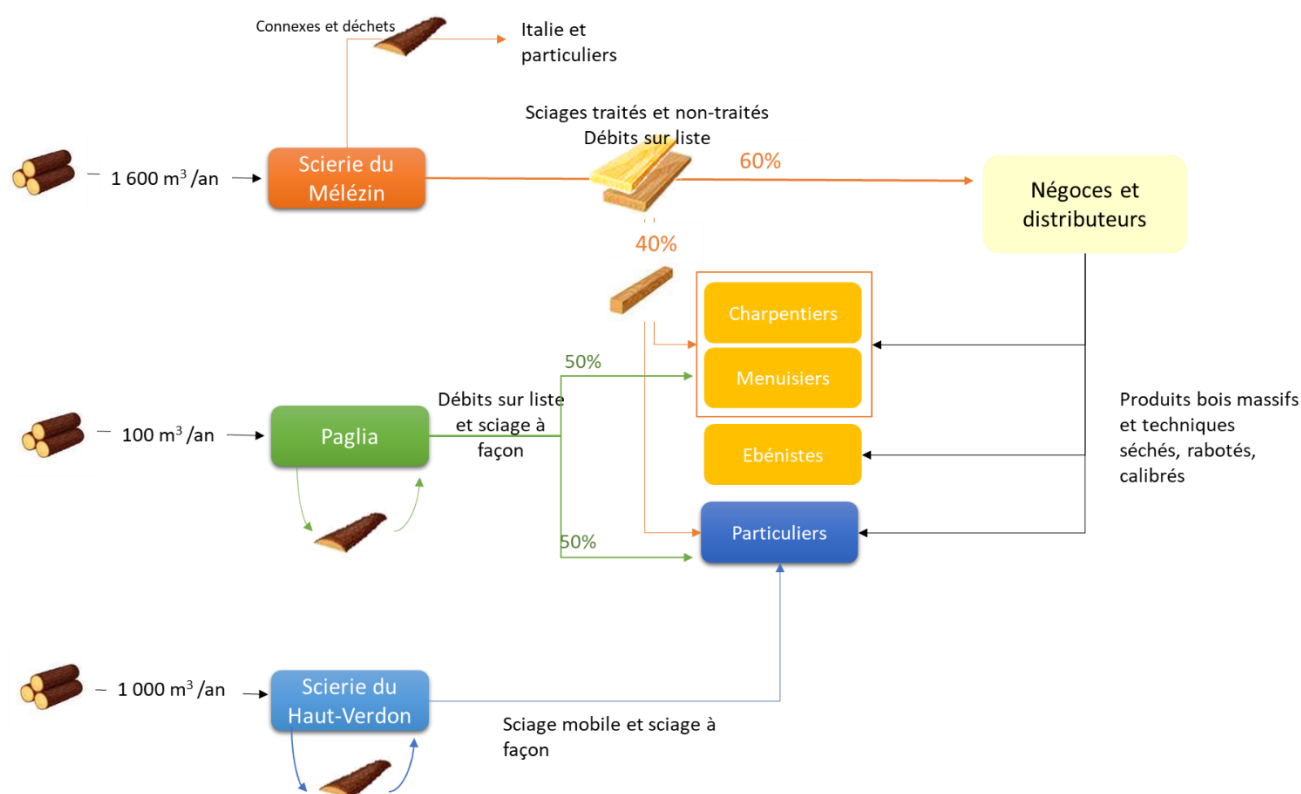 Connexes et déchets
Italie et
particuliers
Sciages traités et non-traités
Débits sur liste
1 600 m³ /an
Scierie du
Mélézin
60%
Négoces et
distributeurs
40%
Charpentiers
Menuisiers
50%
Débits sur liste
et sciage à
façon
100 m³ /an
Paglia
Ebénistes
Produits bois massifs
et techniques
séchés, rabotés,
calibrés
Particuliers
50%
1 000 m³ /an
Scierie du
Haut-Verdon
Sciage mobile et sciage à
façon